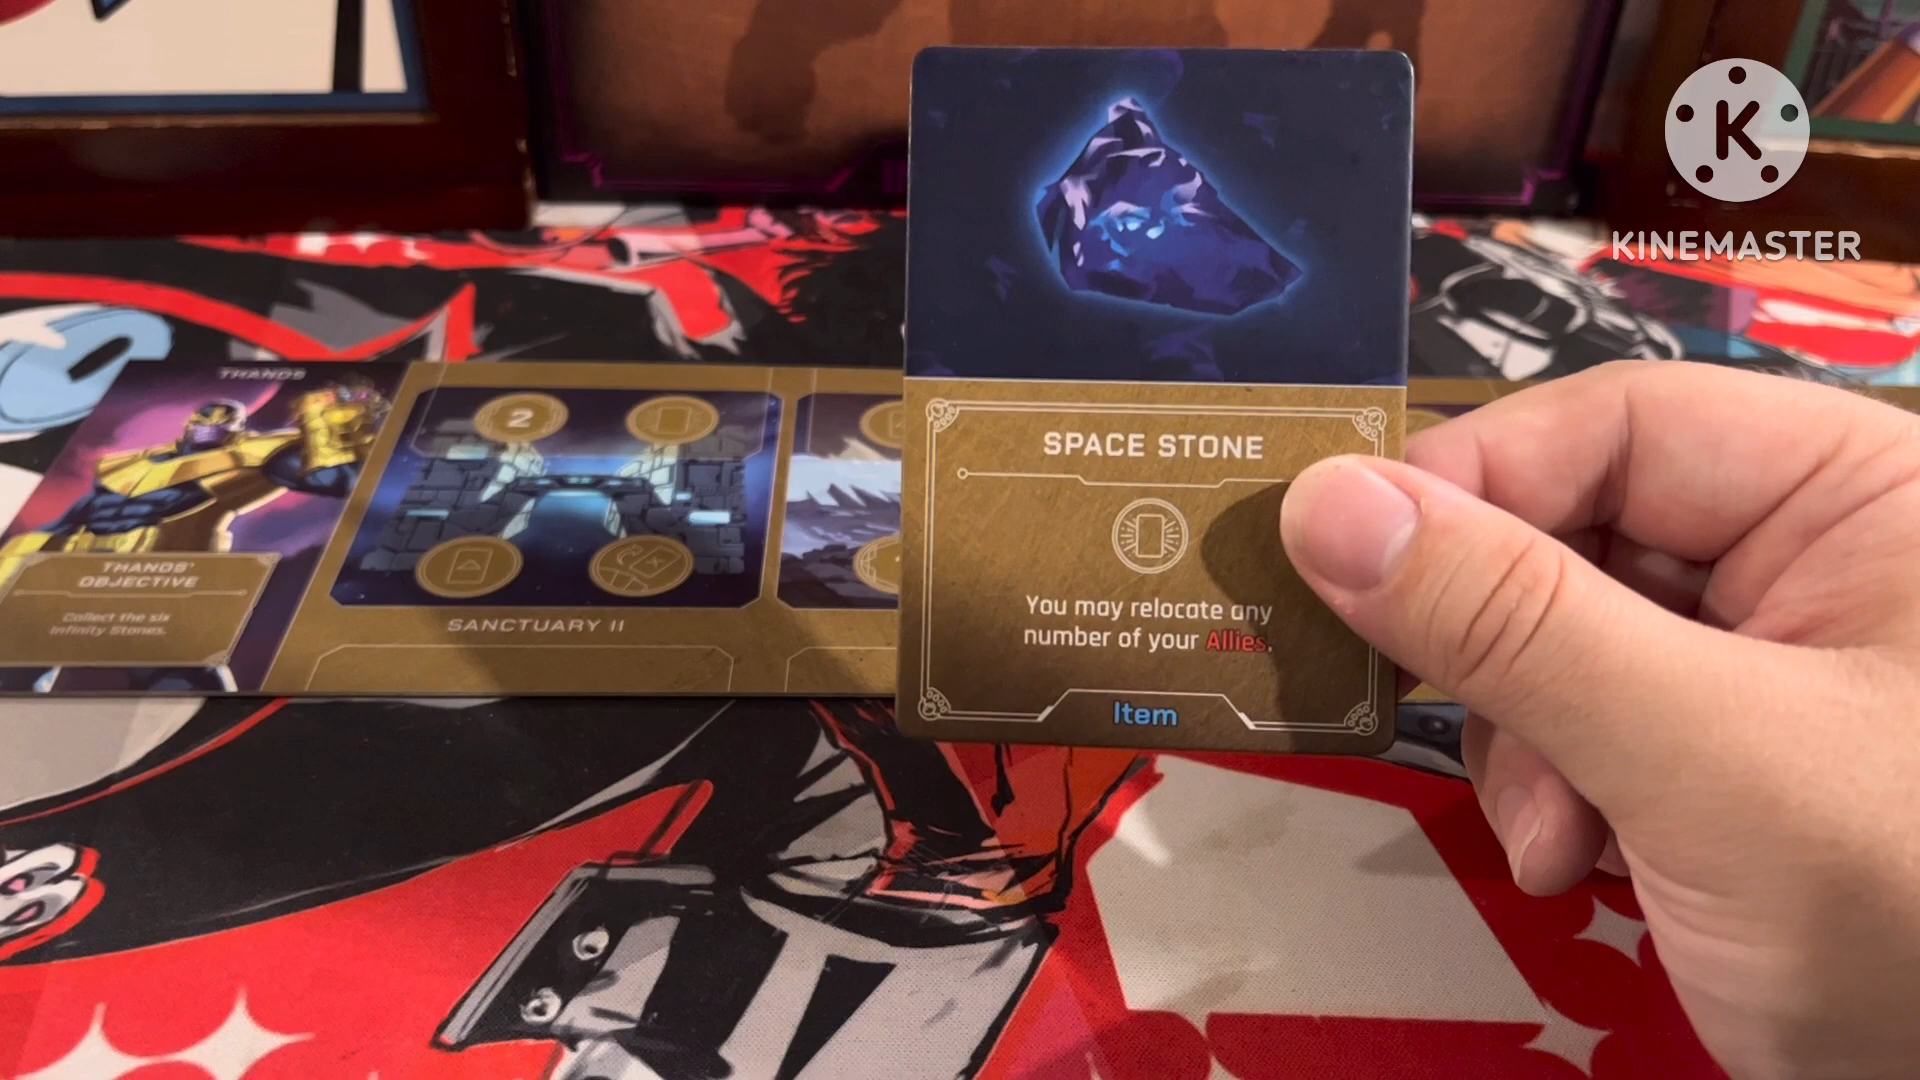 K
KINEMASTER
THANOS
2
THANOS'
OBJECTIVE
Collect the six
Infinity Stones.
SANCTUARY II
SPACE STONE
You may relocate any
number of your Allies.
Item